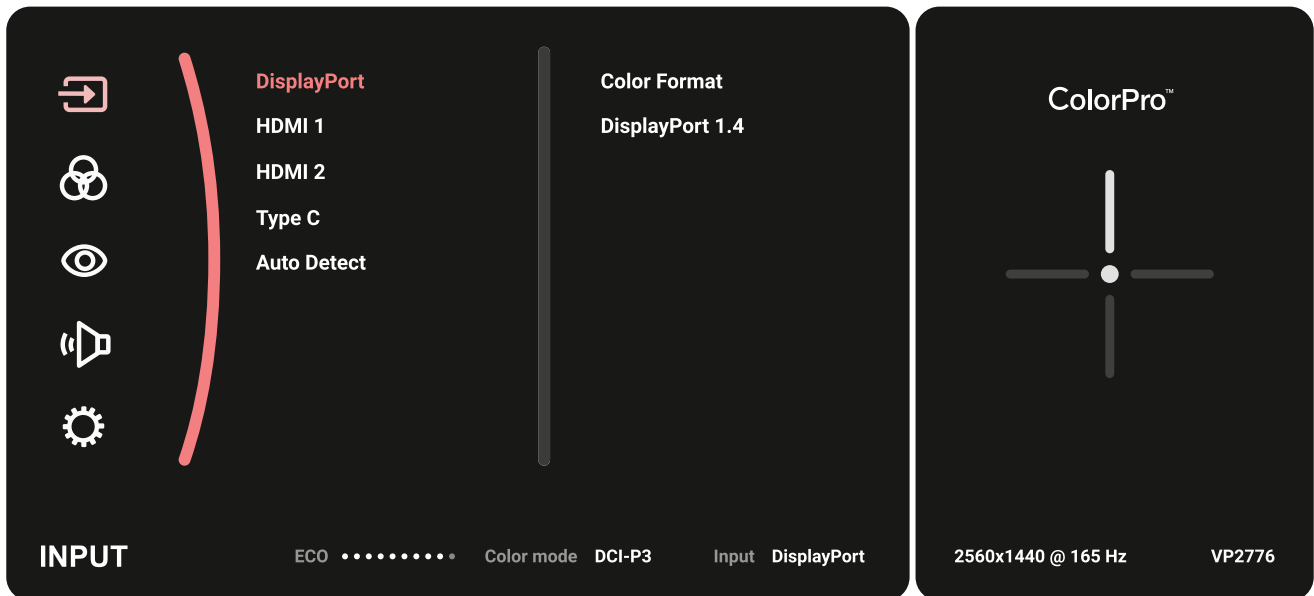 DisplayPort
HDMI 1
HDMI 2
Type C
Auto Detect
Color Format
DisplayPort 1.4
ColorPro™
INPUT
ECO
Color mode DCI-P3
Input DisplayPort
2560x1440 @ 165 Hz
VP2776